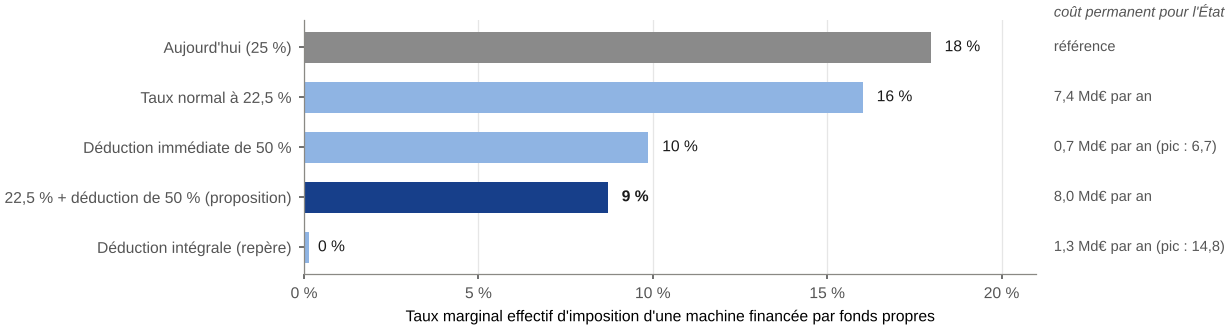 coût permanent pour l'État
Aujourd'hui (25 %) 18 % référence
Taux normal à 22,5 % 16 % 7,4 Md€ par an
Déduction immédiate de 50 % 10 % 0,7 Md€ par an (pic : 6,7)
22,5 % + déduction de 50 % (proposition) 9 % 8,0 Md€ par an
Déduction intégrale (repère) 0 % 1,3 Md€ par an (pic : 14,8)
0 % 5 % 10 % 15 % 20 %
Taux marginal effectif d'imposition d'une machine financée par fonds propres